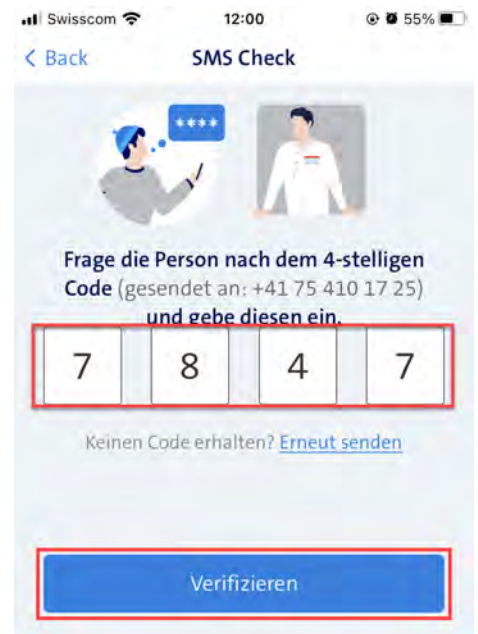 Swisscom 12:00 55%
Back SMS Check
****
Frage die Person nach dem 4-stelligen
Code (gesendet an: +41 75 410 17 25)
und gebe diesen ein.
7 8 4 7
Keinen Code erhalten? Erneut senden
Verifizieren